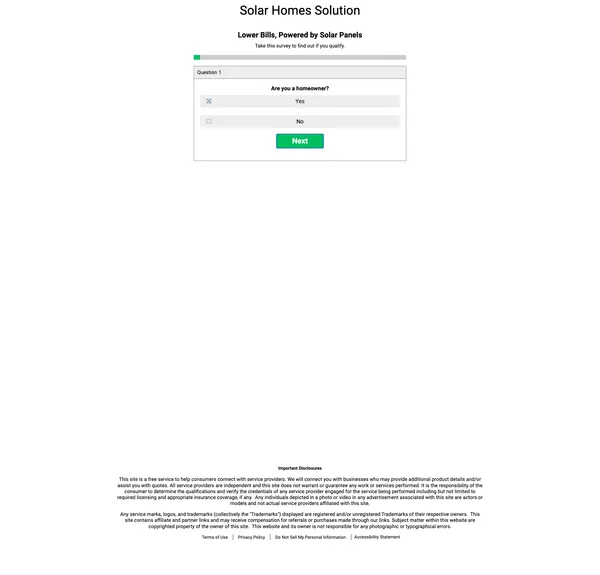 Solar Homes Solution
Lower Bills, Powered by Solar Panels
Take this survey to find out if you qualify.
Question 1
Are you a homeowner?
Yes
No
Next
Important Disclosures
This site is a free service to help consumers connect with service providers. We will connect you with businesses who may provide additional product details and/or
assist you with quotes. All service providers are independent and this site does not warrant or guarantee any work or services performed. It is the responsibility of the
consumer to determine the qualifications and verify the credentials of any service provider engaged for the service being performed including but not limited to
required licensing and appropriate insurance coverage, if any. Any individuals depicted in a photo or video in any advertisement associated with this site are actors or
models and not actual service providers affiliated with this site.
Any service marks, logos, and trademarks (collectively the "Trademarks") displayed are registered and/or unregistered Trademarks of their respective owners. This
site contains affiliate and partner links and may receive compensation for referrals or purchases made through our links. Subject matter within this website are
copyrighted property of the owner of this site. This website and its owner is not responsible for any photographic or typographical errors.
Terms of Use | Privacy Policy | Do Not Sell My Personal Information | Accessibility Statement